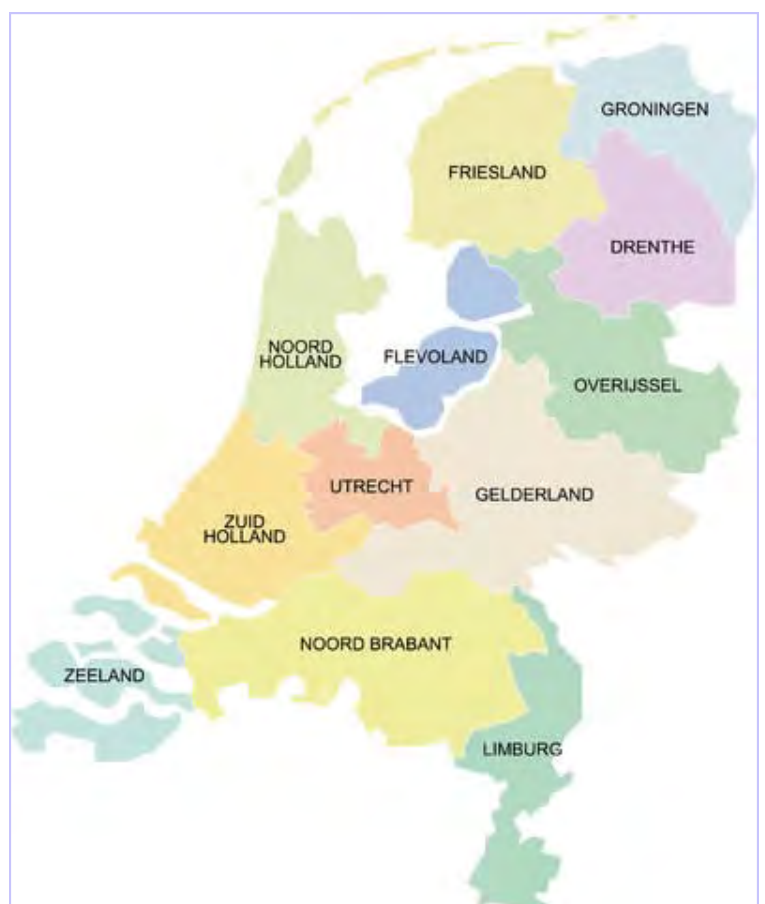 GRONINGEN
FRIESLAND
DRENTHE
NOORD
HOLLAND
FLEVOLAND
OVERIJSSEL
UTRECHT
GELDERLAND
ZUID
HOLLAND
NOORD BRABANT
ZEELAND
LIMBURG